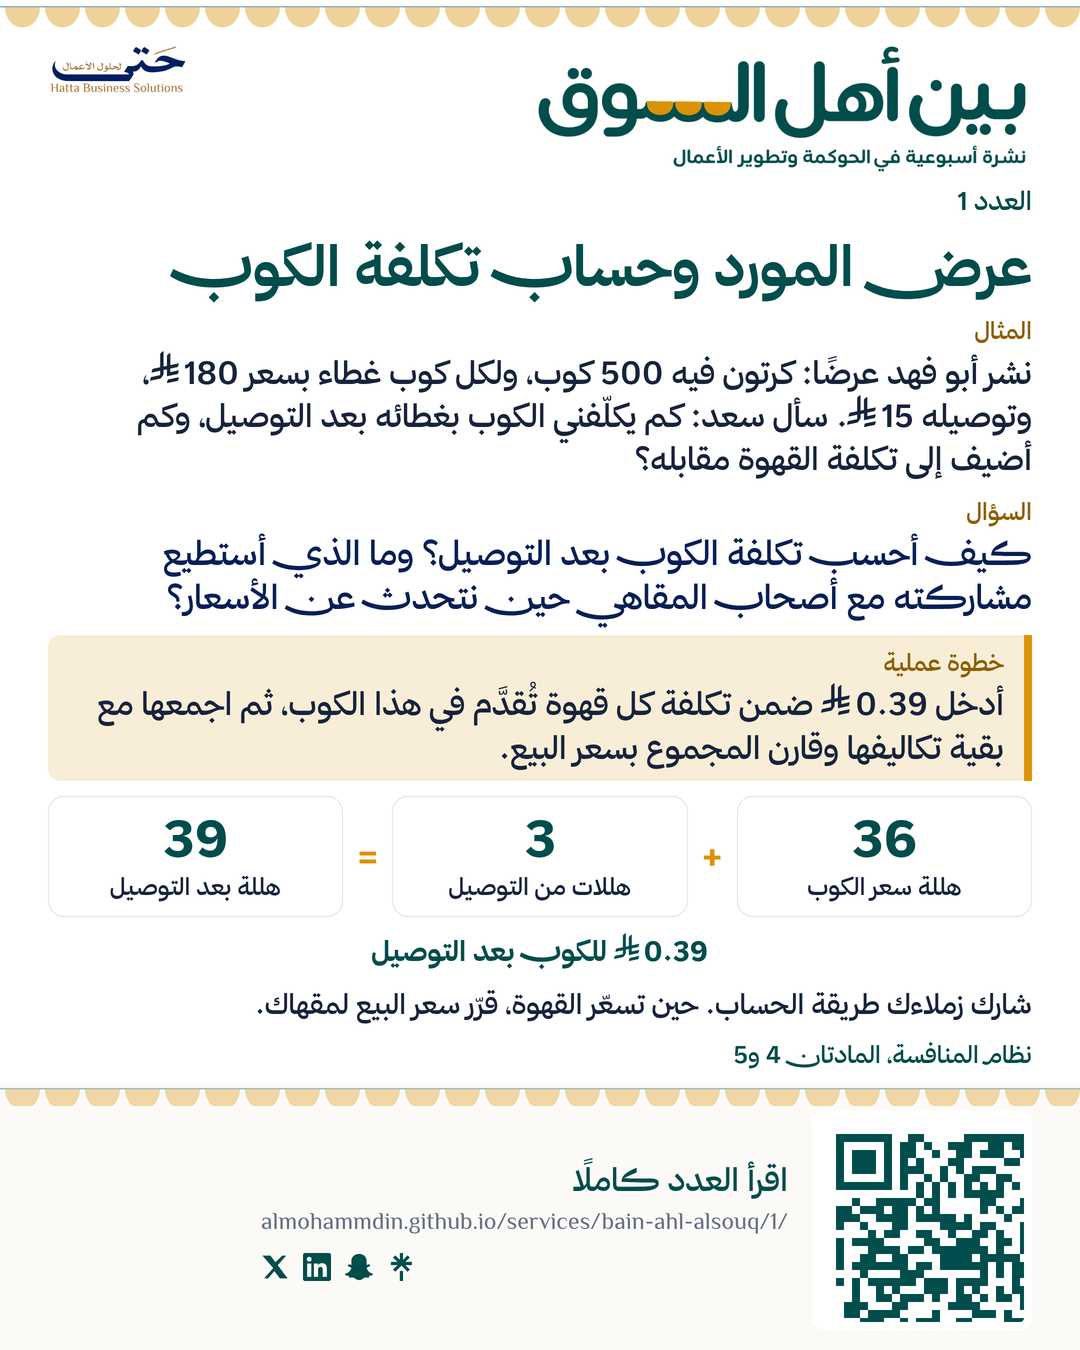 حَتى
لحلول الأعمال
Hatta Business Solutions
بين أهل السوق
نشرة أسبوعية في الحوكمة وتطوير الأعمال
العدد 1
عرض المورد وحساب تكلفة الكوب
المثال
نشر أبو فهد عرضًا: كرتون فيه 500 كوب، ولكل كوب غطاء بسعر 180 ⃁،
وتوصيله 15 ⃁. سأل سعد: كم يكلّفني الكوب بغطائه بعد التوصيل، وكم
أضيف إلى تكلفة القهوة مقابله؟
السؤال
كيف أحسب تكلفة الكوب بعد التوصيل؟ وما الذي أستطيع
مشاركته مع أصحاب المقاهي حين نتحدث عن الأسعار؟
خطوة عملية
أدخل 0.39 ⃁ ضمن تكلفة كل قهوة تُقدَّم في هذا الكوب، ثم اجمعها مع
بقية تكاليفها وقارن المجموع بسعر البيع.
36 + 3 = 39
هللة سعر الكوب
هللات من التوصيل
هللة بعد التوصيل
0.39 ⃁ للكوب بعد التوصيل
شارك زملاءك طريقة الحساب. حين تسعّر القهوة، قرّر سعر البيع لمقهاك.
نظام المنافسة، المادتان 4 و5
اقرأ العدد كاملًا
almohammdin.github.io/services/bain-ahl-alsouq/1/